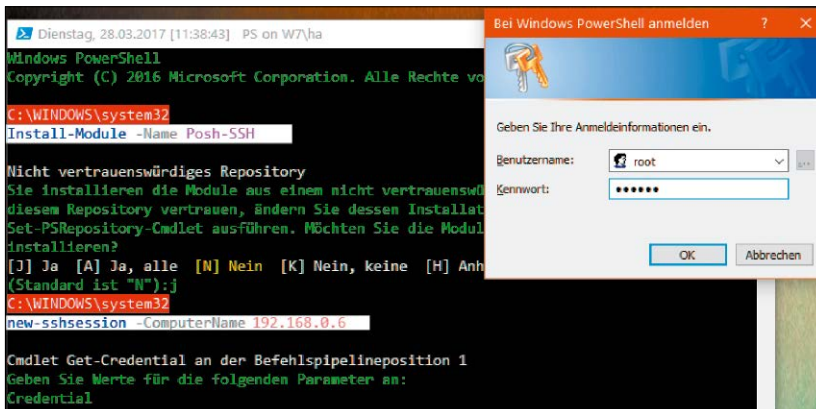 Dienstag, 28.03.2017 [11:38:43] PS on W7\ha
Windows PowerShell
Copyright (C) 2016 Microsoft Corporation. Alle Rechte vo
C:\WINDOWS\system32
Install-Module -Name Posh-SSH
Nicht vertrauenswürdiges Repository
Sie installieren die Module aus einem nicht vertrauenswü
diesem Repository vertrauen, ändern Sie dessen Installat
Set-PSRepository-Cmdlet ausführen. Möchten Sie die Modul
installieren?
[J] Ja [A] Ja, alle [N] Nein [K] Nein, keine [H] Anh
(Standard ist "N"):j
C:\WINDOWS\system32
new-sshsession -ComputerName 192.168.0.6
Cmdlet Get-Credential an der Befehlspipelineposition 1
Geben Sie Werte für die folgenden Parameter an:
Credential
Bei Windows PowerShell anmelden ? ×
Geben Sie Ihre Anmeldeinformationen ein.
Benutzername: root ...
Kennwort: ••••••
OK Abbrechen